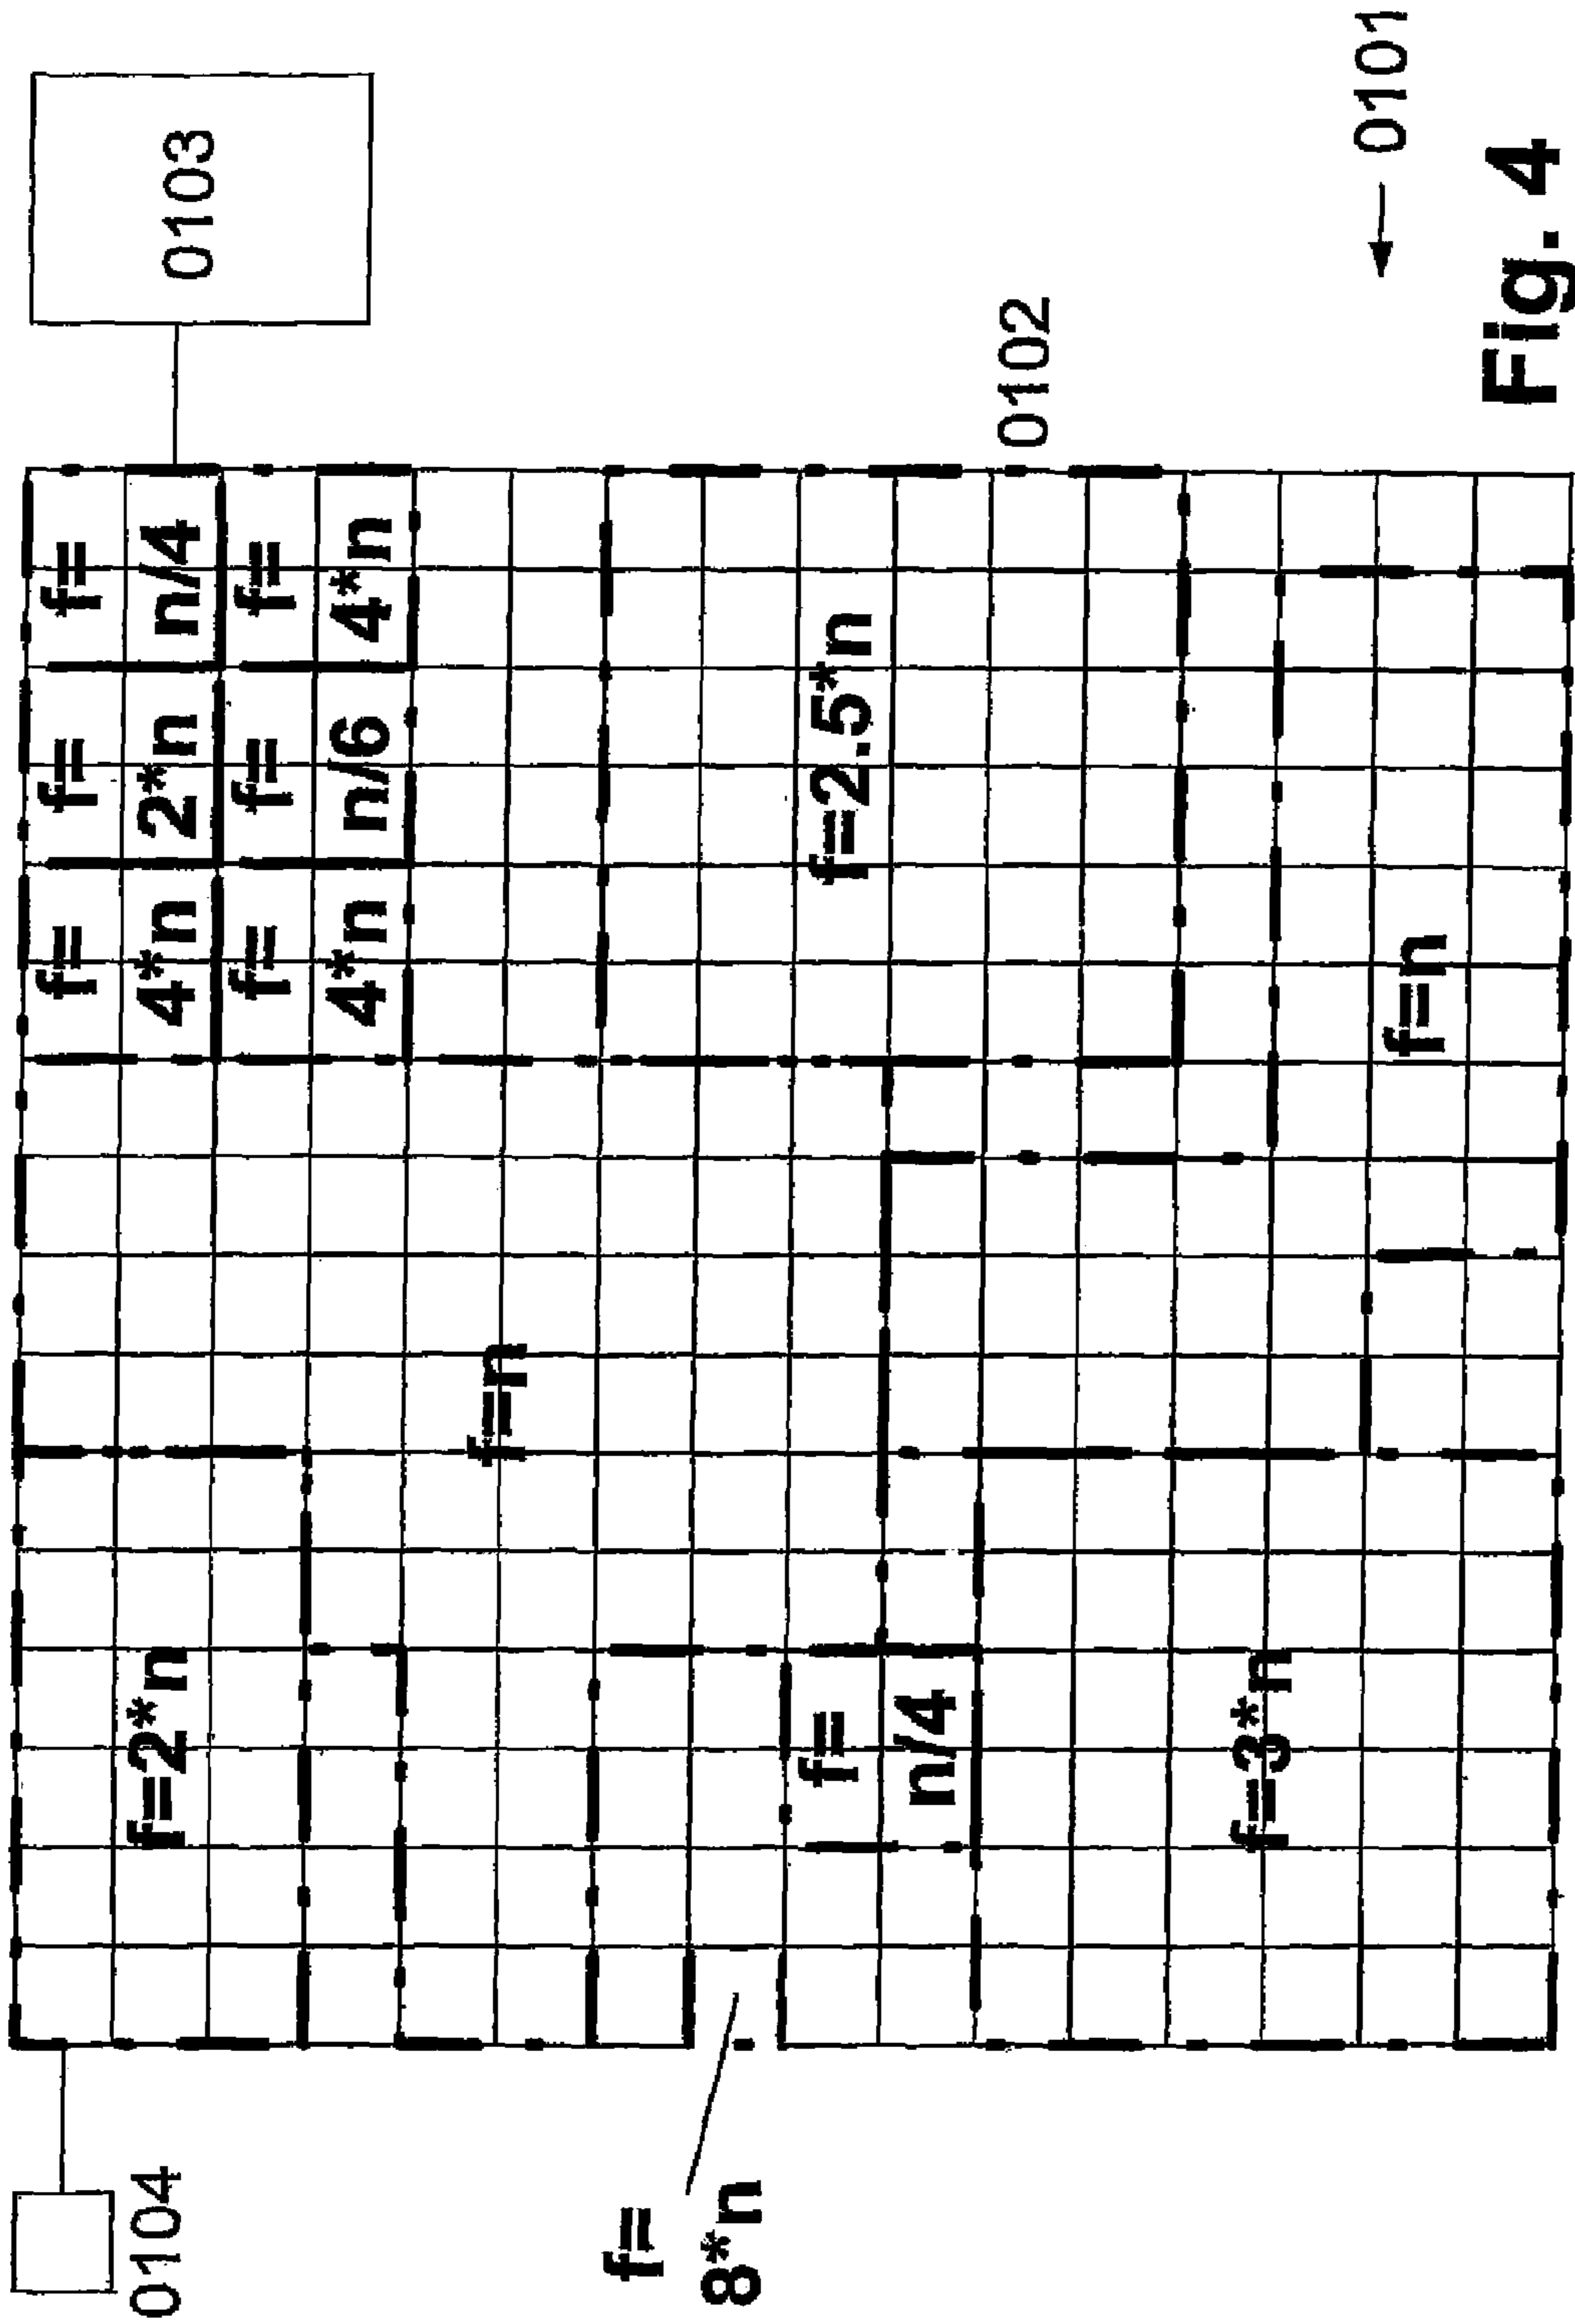 0104
f=2*n
f=
4*n
f=
2*n
f=
n/4
0103
f=
4*n
f=
n/6
f=
4*n
f=n
f=
8*n
f=
n/4
f=2.5*n
0102
f=3*n
f=n
0101
Fig. 4